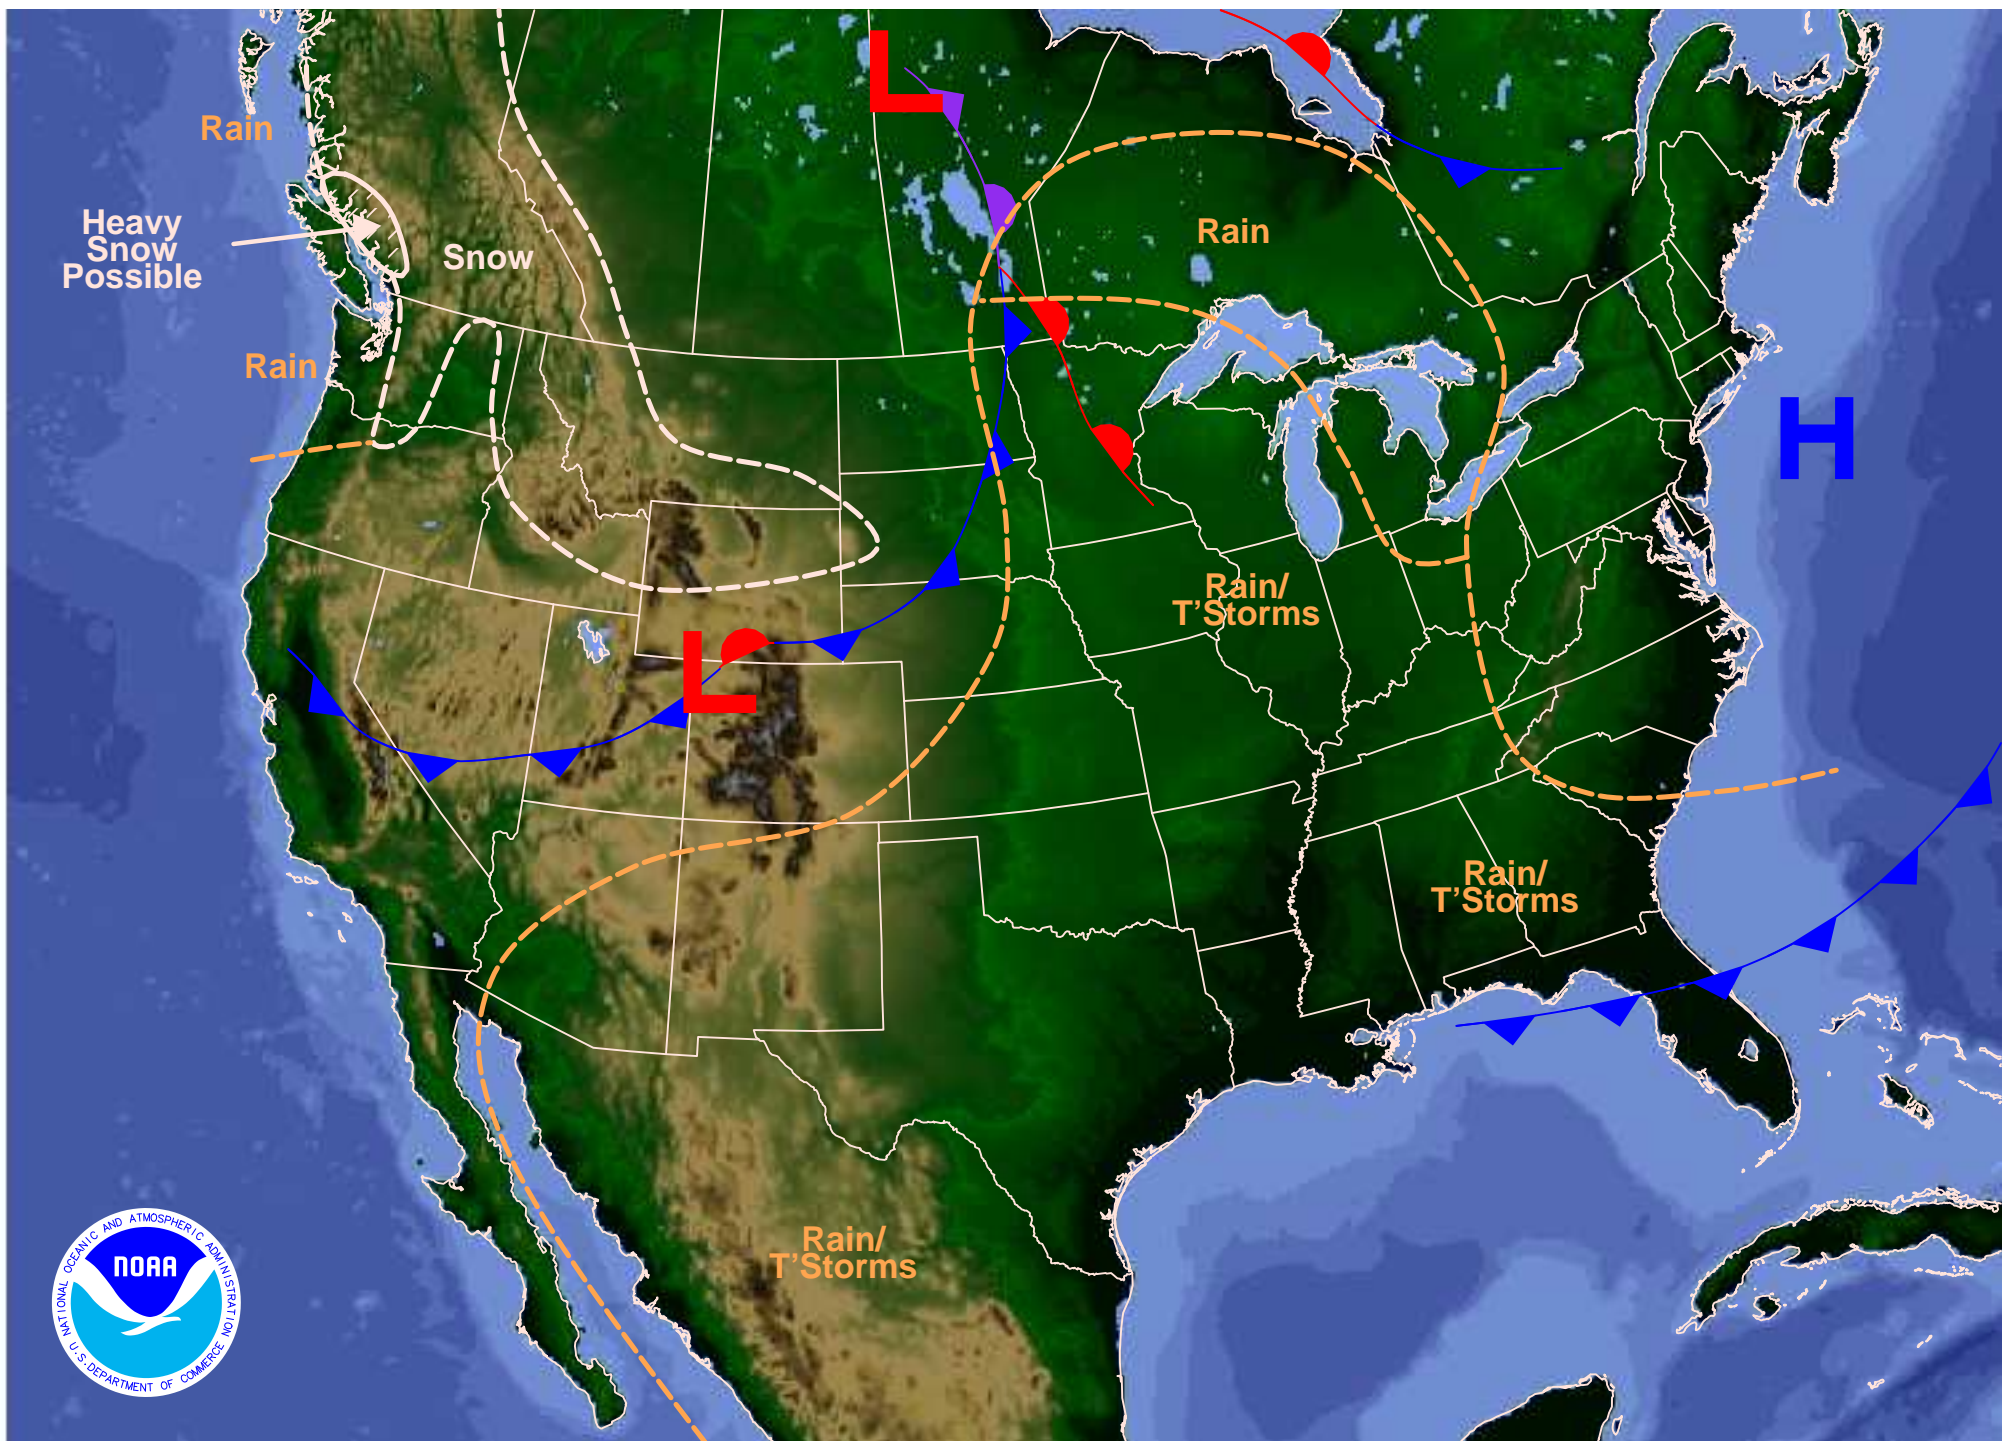 L
Rain
Heavy
Snow
Possible
Snow
Rain
Rain
H
Rain/
T'Storms
L
Rain/
T'Storms
Rain/
T'Storms
NATIONAL OCEANIC AND ATMOSPHERIC ADMINISTRATION
NOAA
U.S. DEPARTMENT OF COMMERCE